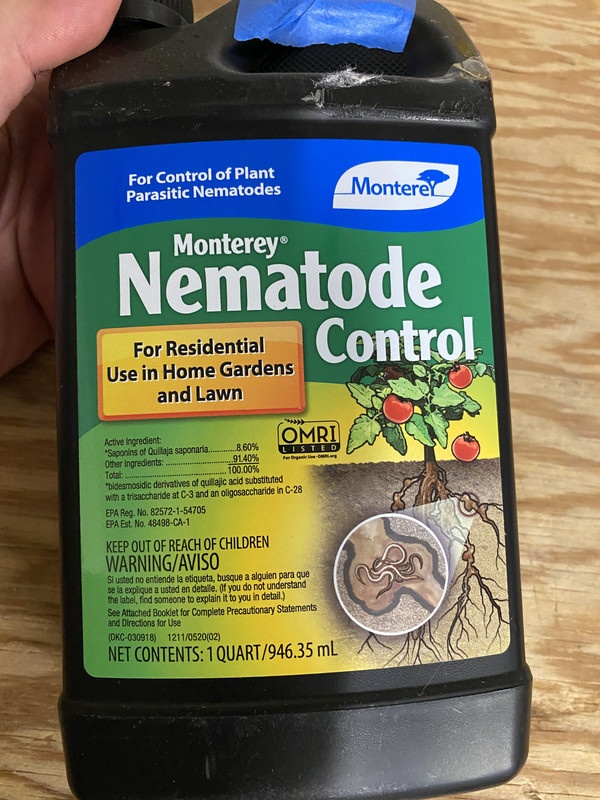 For Control of Plant
Parasitic Nematodes
Monterey
Monterey®
Nematode
Control
For Residential
Use in Home Gardens
and Lawn
Active Ingredient:
*Saponins of Quillaja saponaria..............8.60%
Other Ingredients: ..............................91.40%
Total: ..............................................100.00%
*bidesmosidic derivatives of quillajic acid substituted
with a trisaccharide at C-3 and an oligosaccharide in C-28
OMRI
LISTED
For Organic Use · OMRI.org
EPA Reg. No. 82572-1-54705
EPA Est. No. 48498-CA-1
KEEP OUT OF REACH OF CHILDREN
WARNING/AVISO
Si usted no entiende la etiqueta, busque a alguien para que
se la explique a usted en detalle. (If you do not understand
the label, find someone to explain it to you in detail.)
See Attached Booklet for Complete Precautionary Statements
and Directions for Use
(OKC-030918) 1211/0520(02)
NET CONTENTS: 1 QUART/946.35 mL